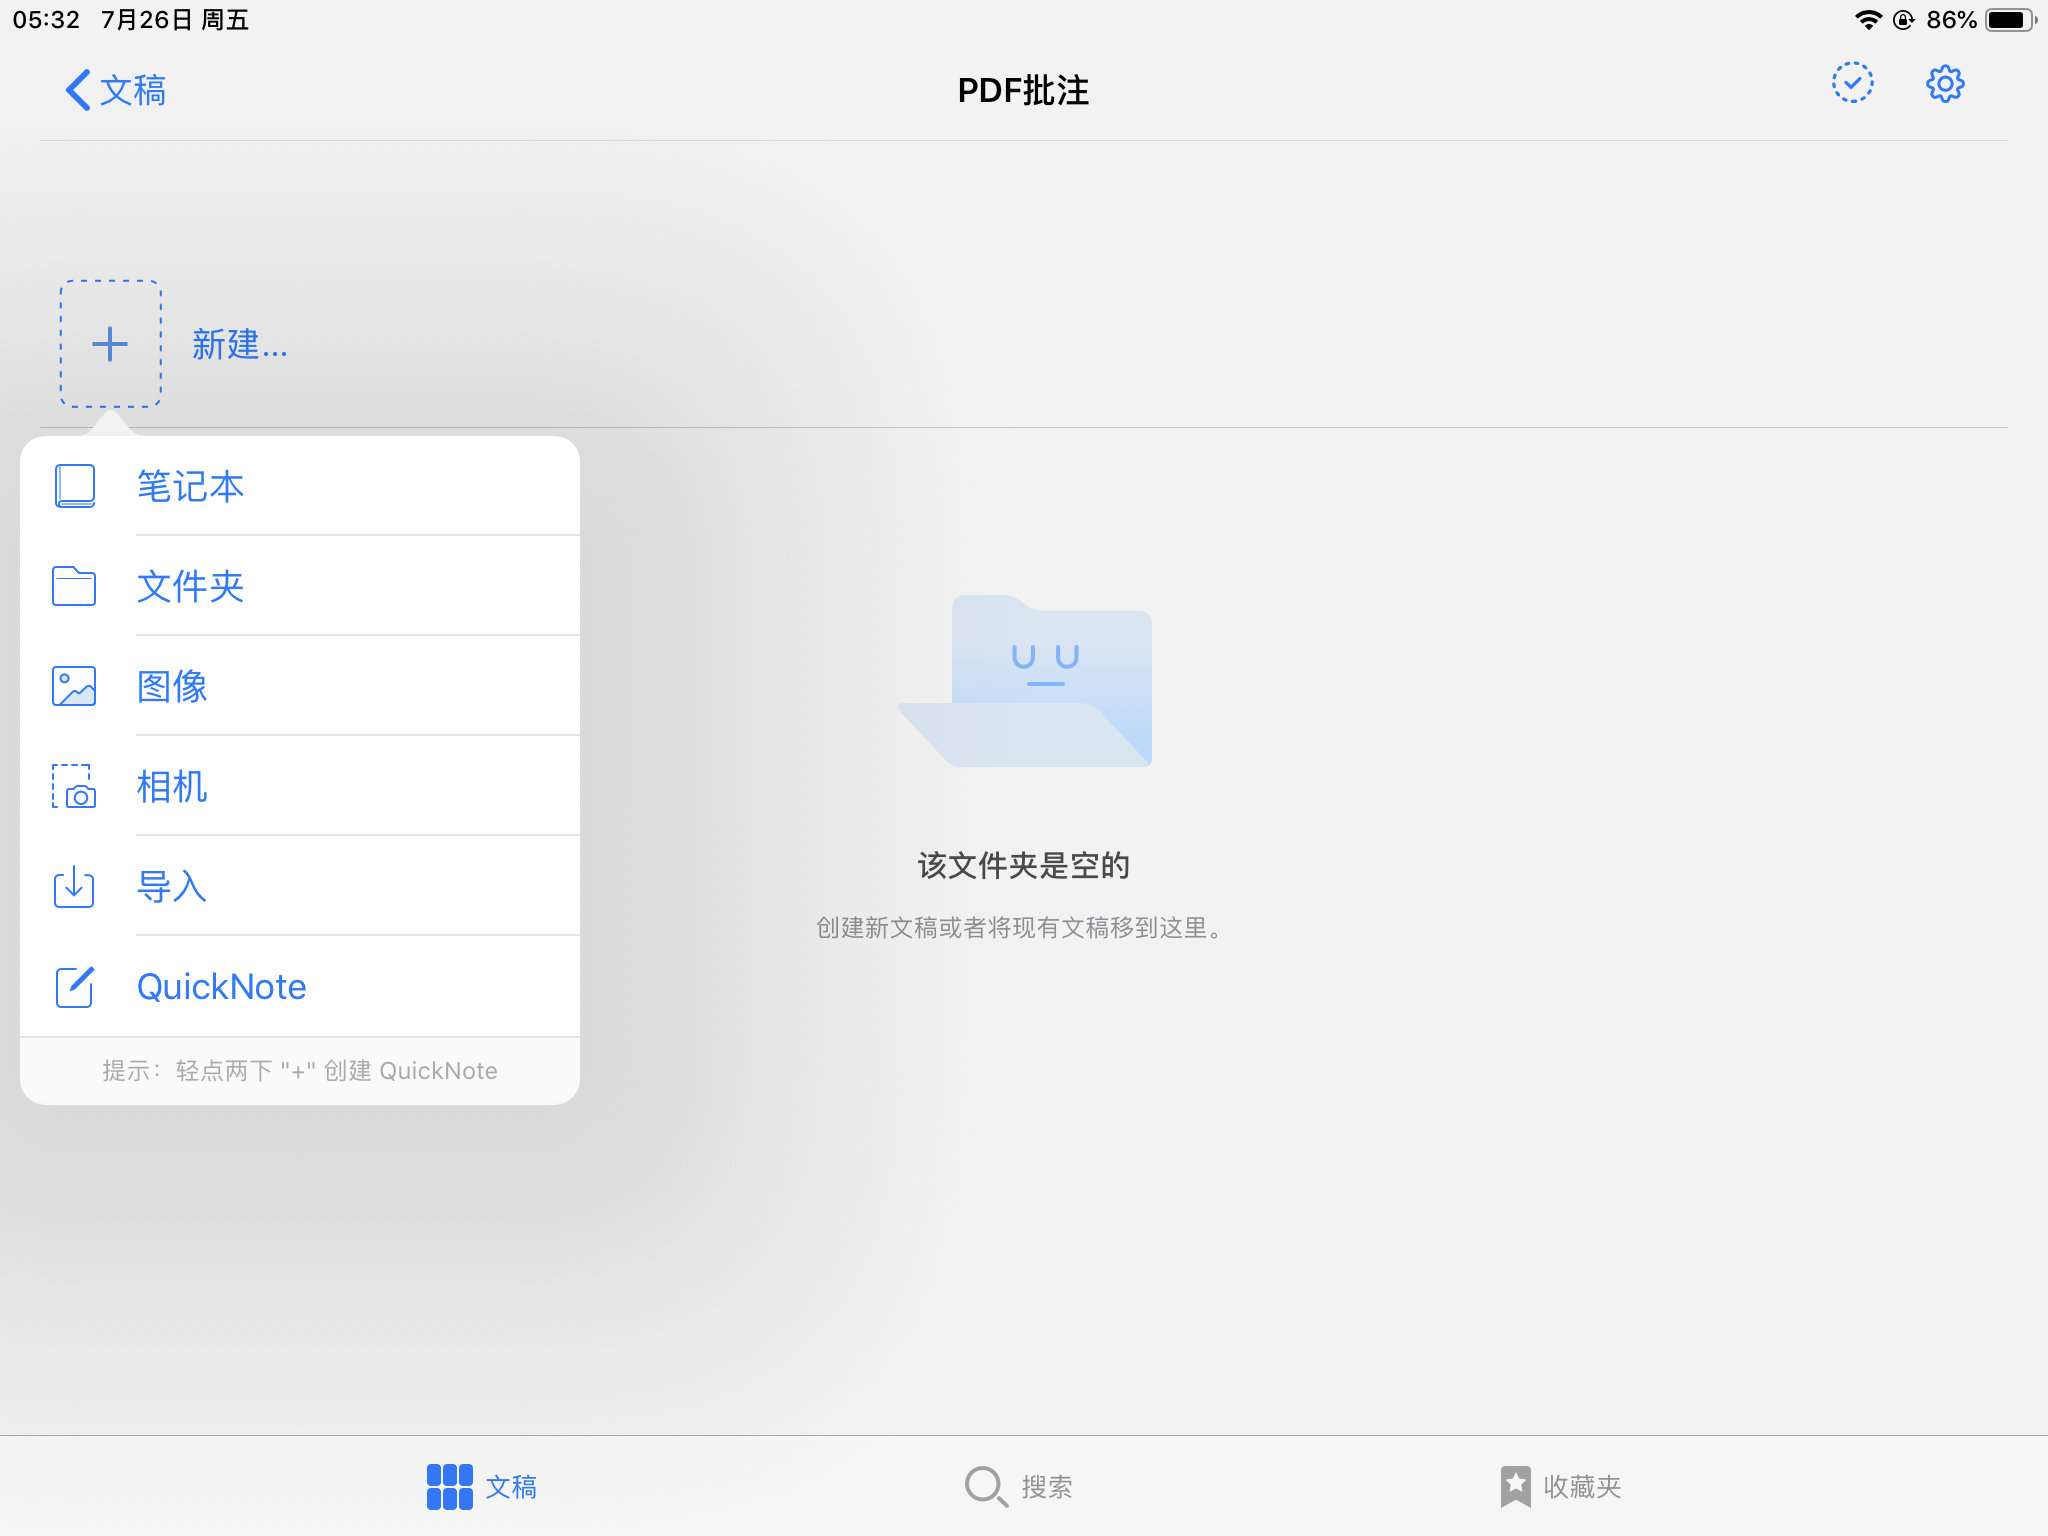 05:32 7月26日 周五
86%
文稿
PDF批注
新建...
笔记本
文件夹
图像
相机
导入
QuickNote
提示：轻点两下 "+" 创建 QuickNote
该文件夹是空的
创建新文稿或者将现有文稿移到这里。
文稿
搜索
收藏夹